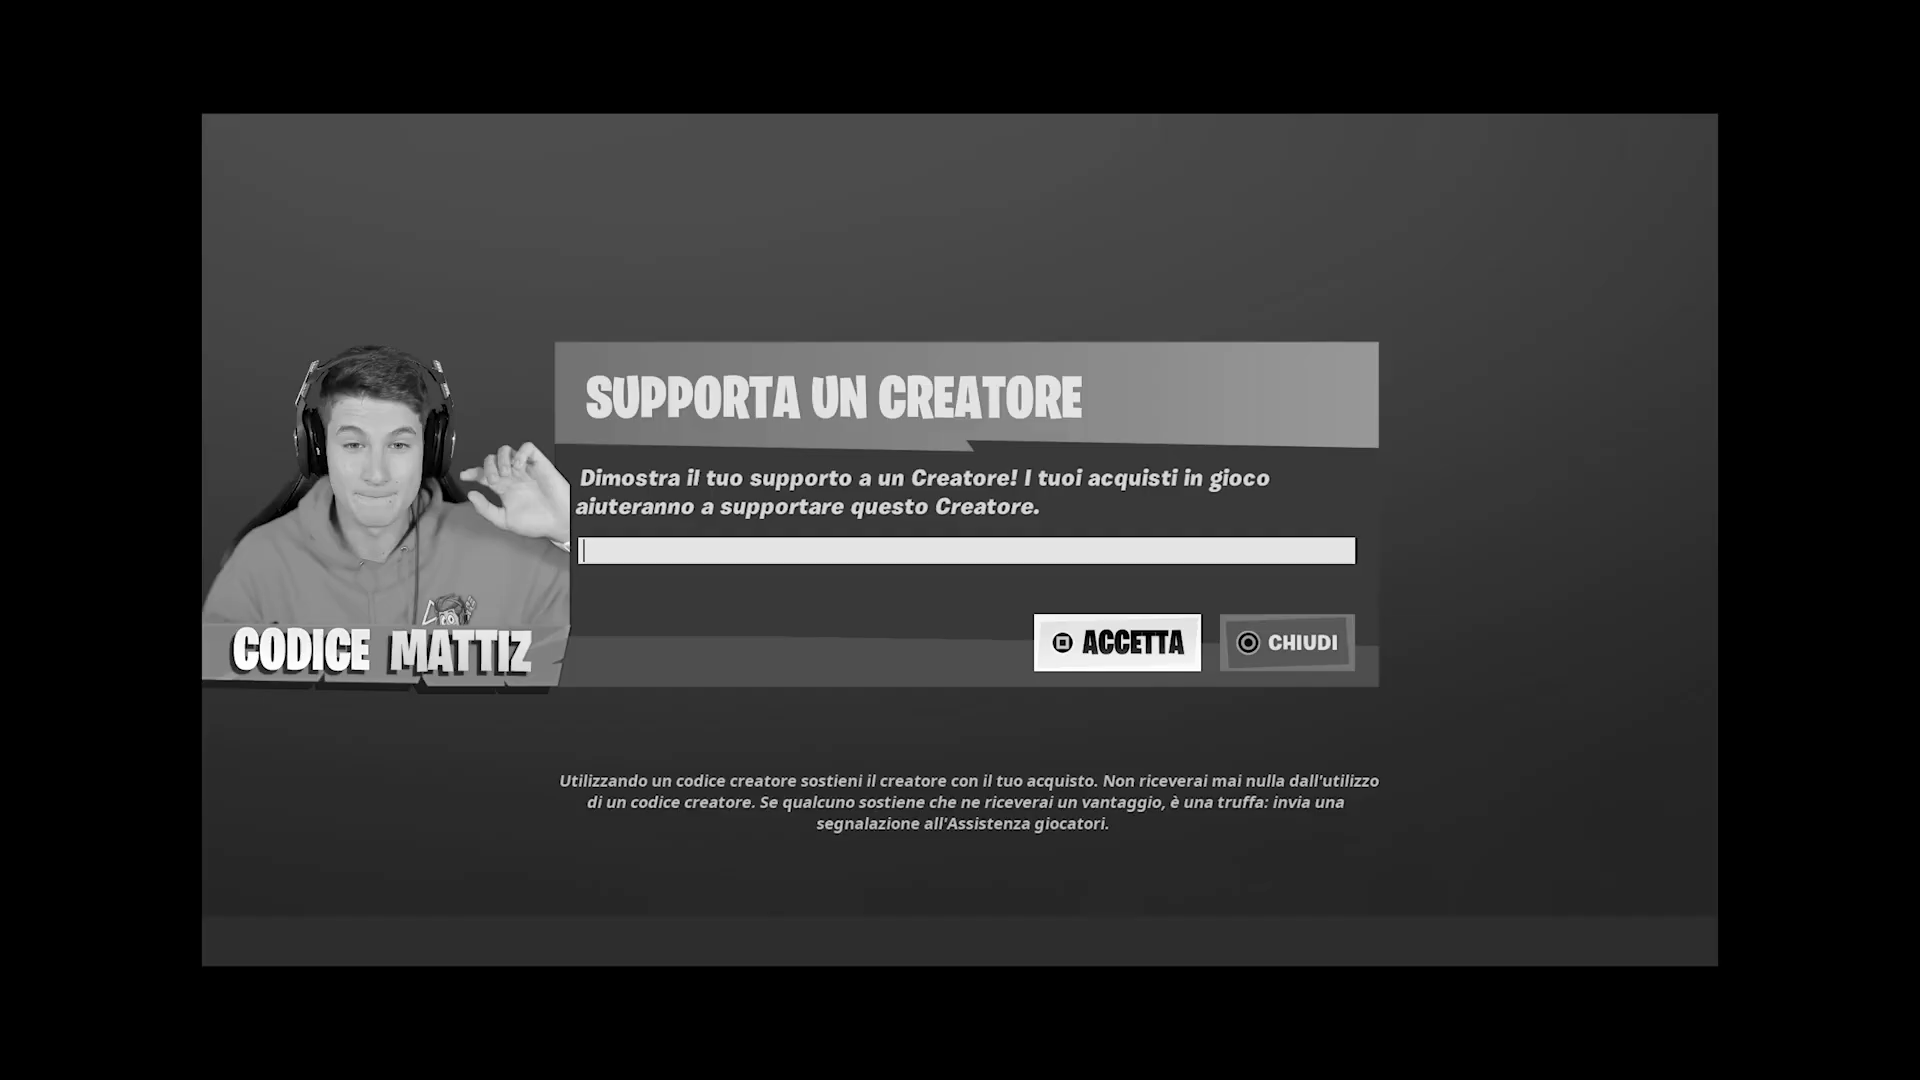 SUPPORTA UN CREATORE
Dimostra il tuo supporto a un Creatore! I tuoi acquisti in gioco
aiuteranno a supportare questo Creatore.
ACCETTA
CHIUDI
CODICE MATTIZ
Utilizzando un codice creatore sostieni il creatore con il tuo acquisto. Non riceverai mai nulla dall'utilizzo
di un codice creatore. Se qualcuno sostiene che ne riceverai un vantaggio, è una truffa: invia una
segnalazione all'Assistenza giocatori.